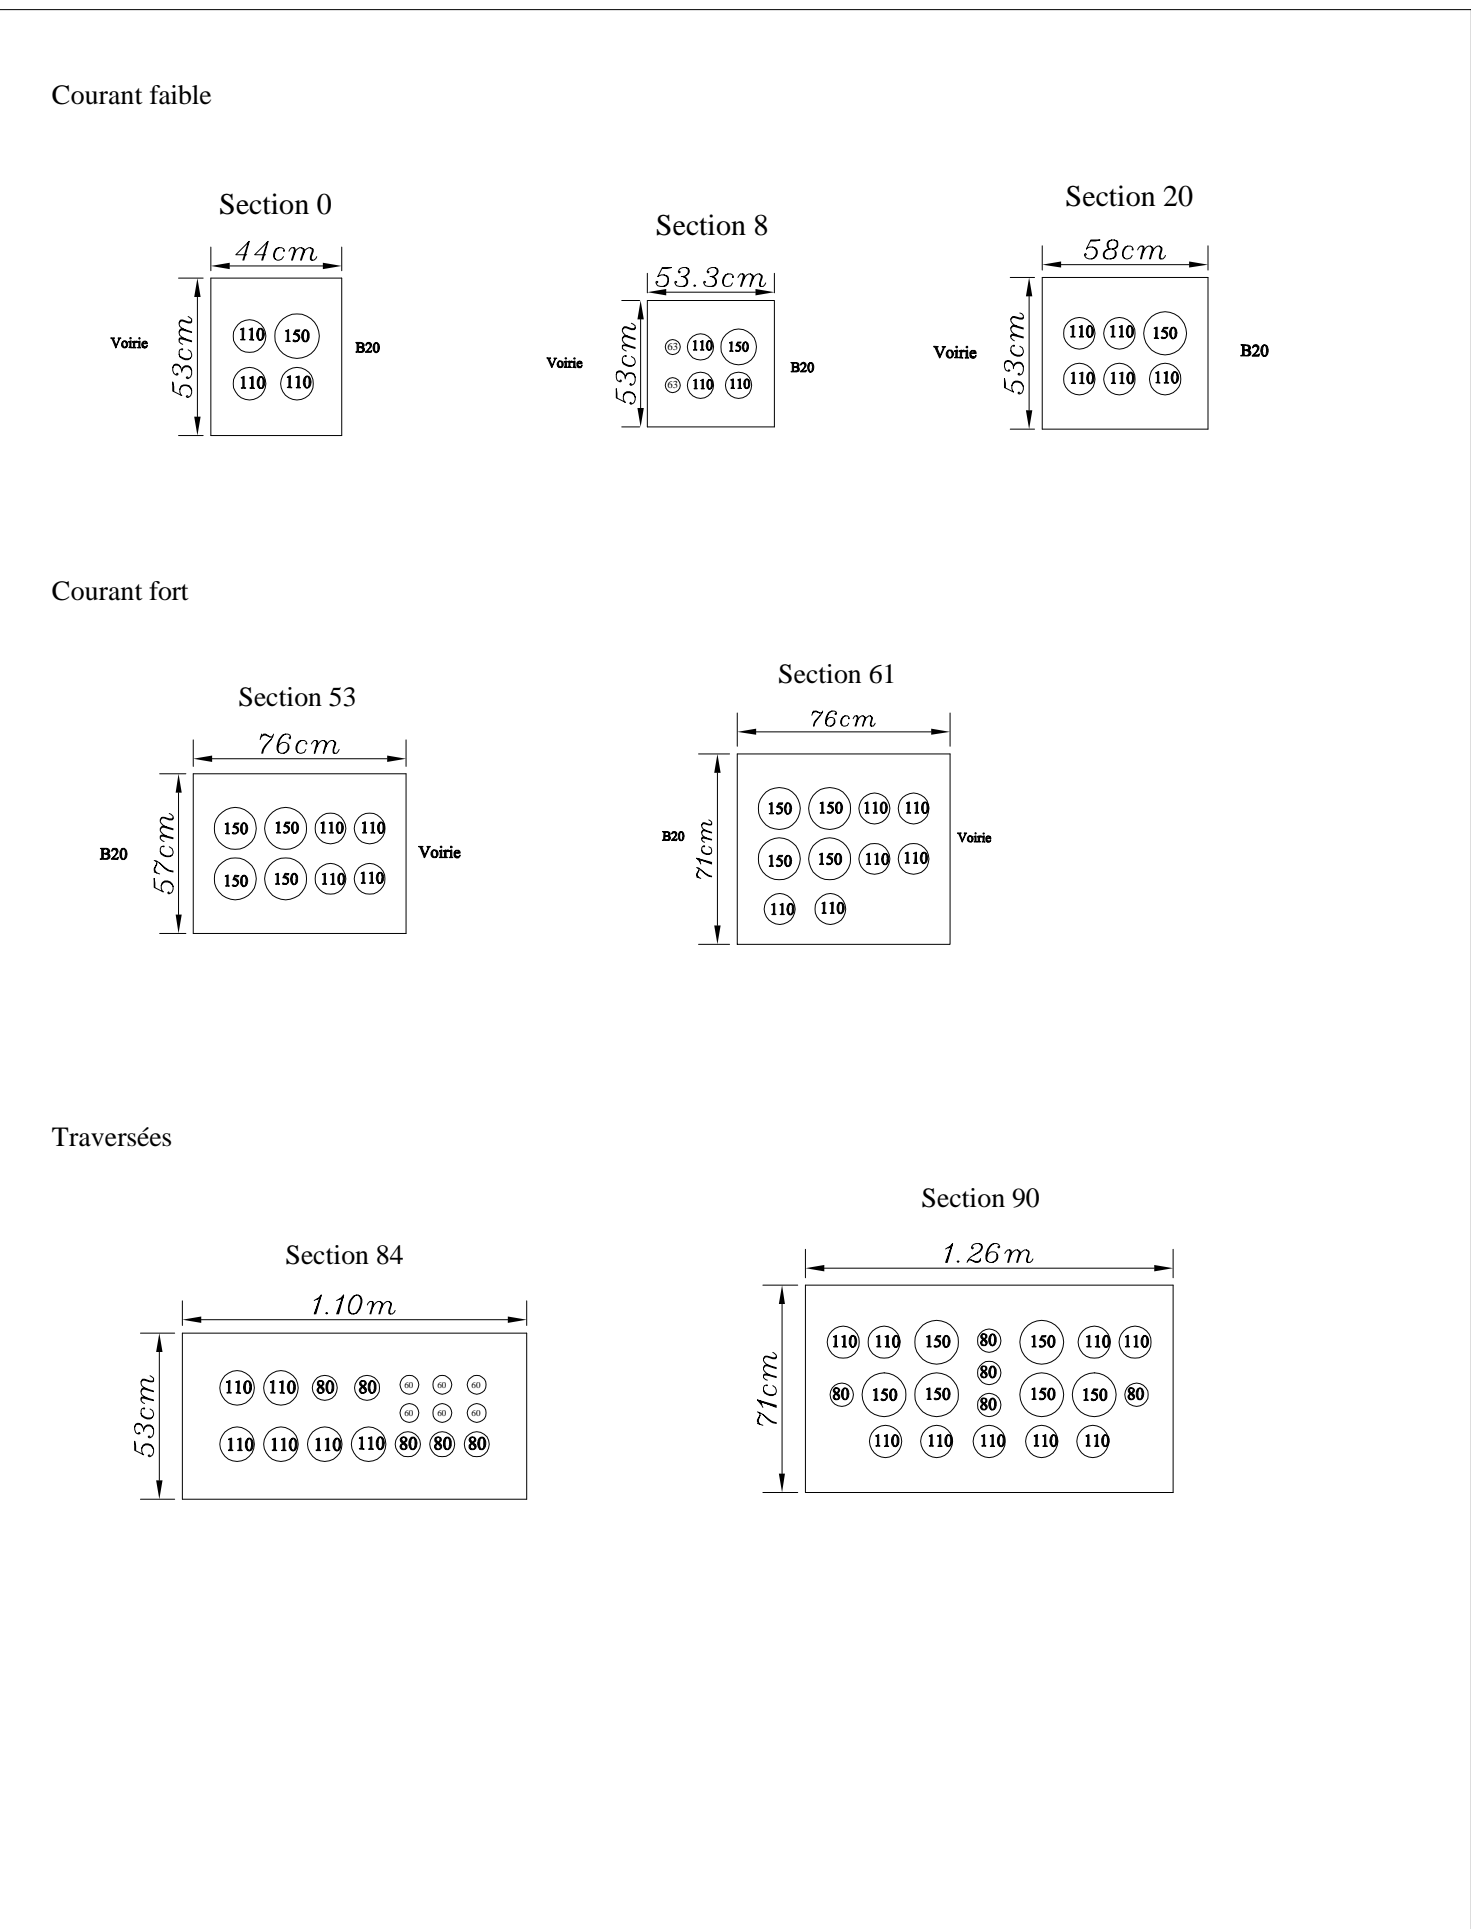 Courant faible
Section 0
44cm
53cm
Voirie
110 150
110 110
B20
Section 8
53.3cm
53cm
Voirie
63 110 150
63 110 110
B20
Section 20
58cm
53cm
Voirie
110 110 150
110 110 110
B20
Courant fort
Section 53
76cm
57cm
B20
150 150 110 110
150 150 110 110
Voirie
Section 61
76cm
71cm
B20
150 150 110 110
150 150 110 110
110 110
Voirie
Traversées
Section 84
1.10m
53cm
110 110 80 80 60 60 60
60 60 60
110 110 110 110 80 80 80
Section 90
1.26m
71cm
110 110 150 80 150 110 110
80
80 150 150 80 150 150 80
110 110 110 110 110